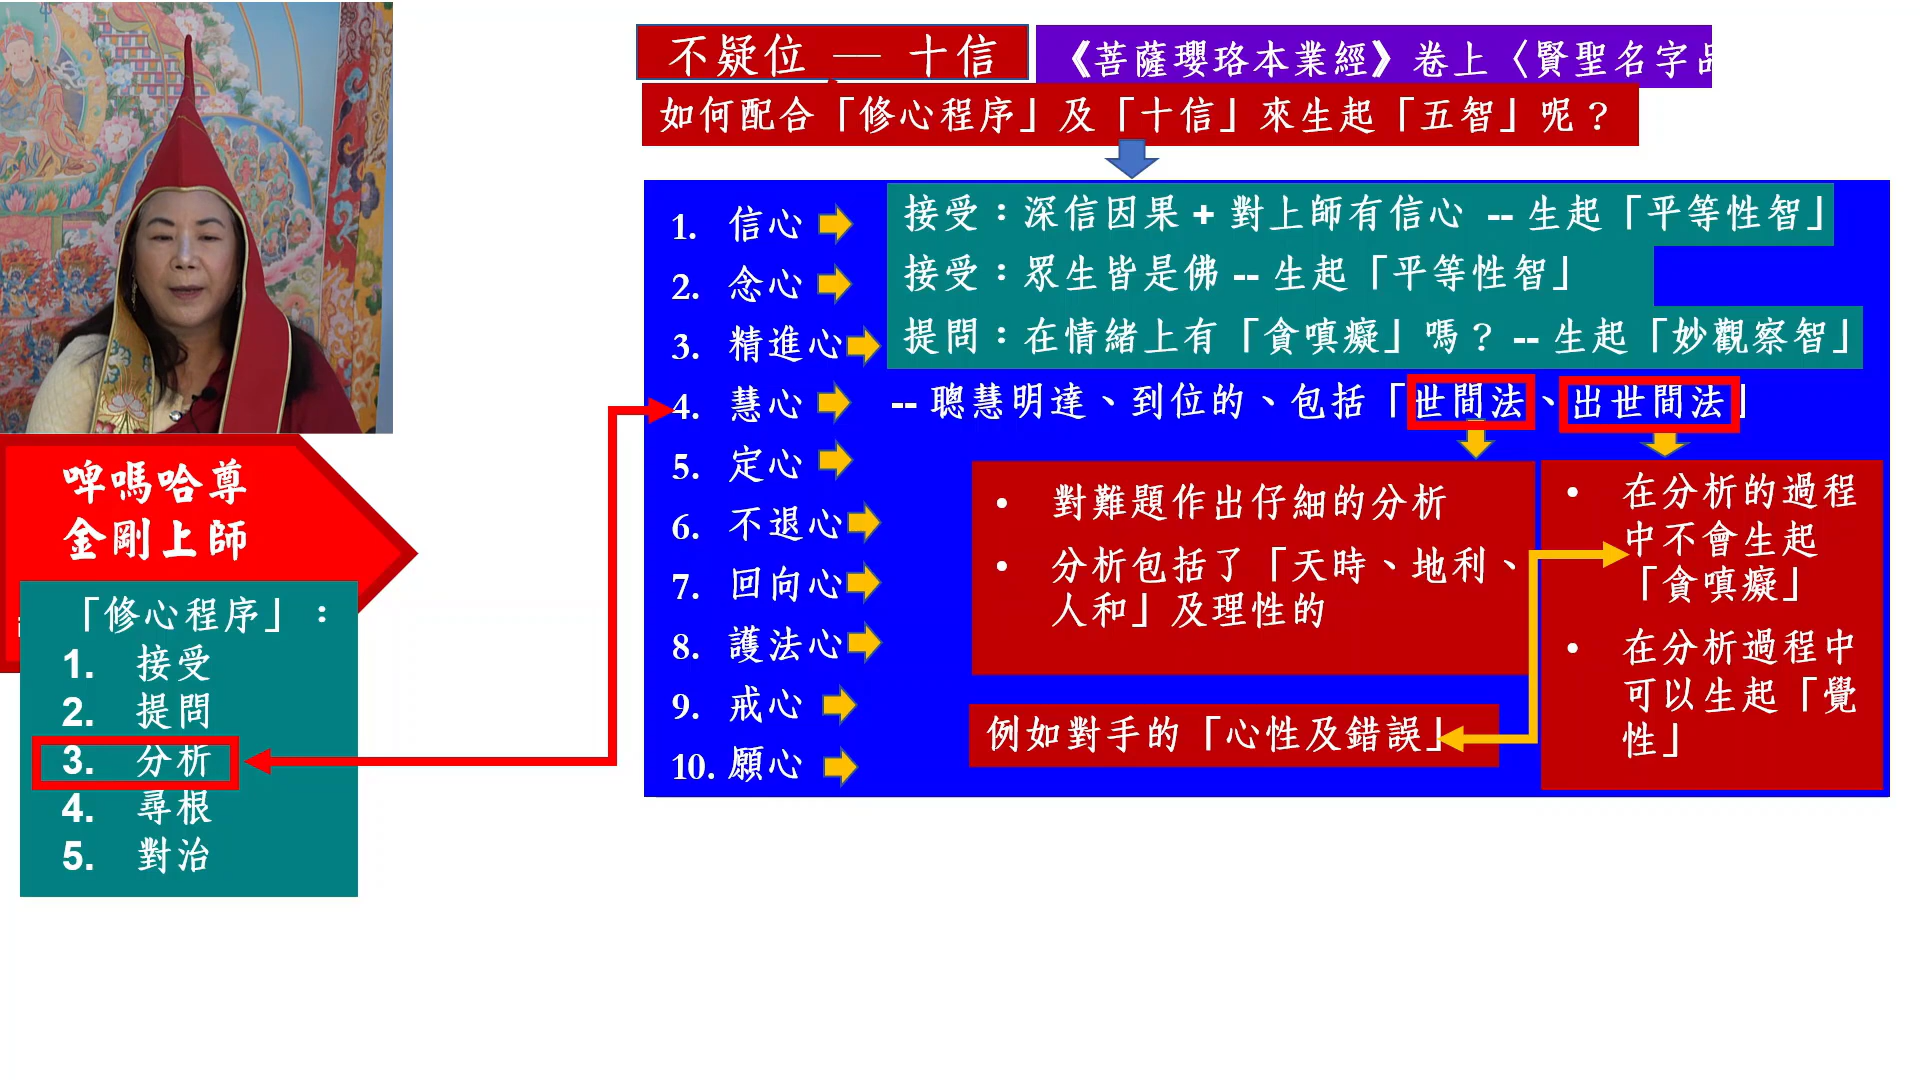 不疑位 — 十信
《菩薩瓔珞本業經》卷上〈賢聖名字品
如何配合「修心程序」及「十信」來生起「五智」呢？
1. 信心
接受：深信因果 + 對上師有信心 -- 生起「平等性智」
2. 念心
接受：眾生皆是佛 -- 生起「平等性智」
3. 精進心
提問：在情緒上有「貪嗔癡」嗎？ -- 生起「妙觀察智」
4. 慧心
-- 聰慧明達、到位的、包括「世間法、出世間法」
5. 定心
6. 不退心
7. 回向心
8. 護法心
9. 戒心
10. 願心
• 對難題作出仔細的分析
• 分析包括了「天時、地利、
人和」及理性的
例如對手的「心性及錯誤」
• 在分析的過程
中不會生起
「貪嗔癡」
• 在分析過程中
可以生起「覺
性」
啤嗎哈尊
金剛上師
「修心程序」：
1. 接受
2. 提問
3. 分析
4. 尋根
5. 對治